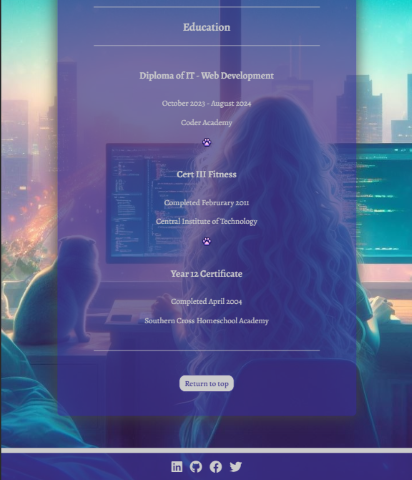 Education
Diploma of IT - Web Development
October 2023 - August 2024
Coder Academy
Cert III Fitness
Completed Februrary 2011
Central Institute of Technology
Year 12 Certificate
Completed April 2004
Southern Cross Homeschool Academy
Return to top